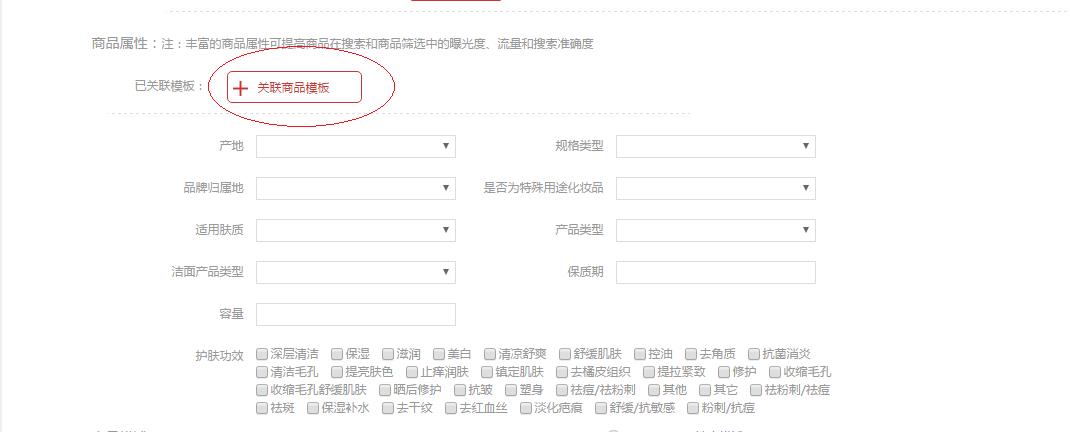 商品属性：注：丰富的商品属性可提高商品在搜索和商品筛选中的曝光度、流量和搜索准确度
已关联模板： 关联商品模板
产地 规格类型
品牌归属地 是否为特殊用途化妆品
适用肤质 产品类型
洁面产品类型 保质期
容量
护肤功效 深层清洁 保湿 滋润 美白 清凉舒爽 舒缓肌肤 控油 去角质 抗菌消炎
清洁毛孔 提亮肤色 止痒润肤 镇定肌肤 去橘皮组织 提拉紧致 修护 收缩毛孔
收缩毛孔舒缓肌肤 晒后修护 抗皱 塑身 祛痘/祛粉刺 其他 其它 祛粉刺/祛痘
祛斑 保湿补水 去干纹 去红血丝 淡化疤痕 舒缓/抗敏感 粉刺/抗痘